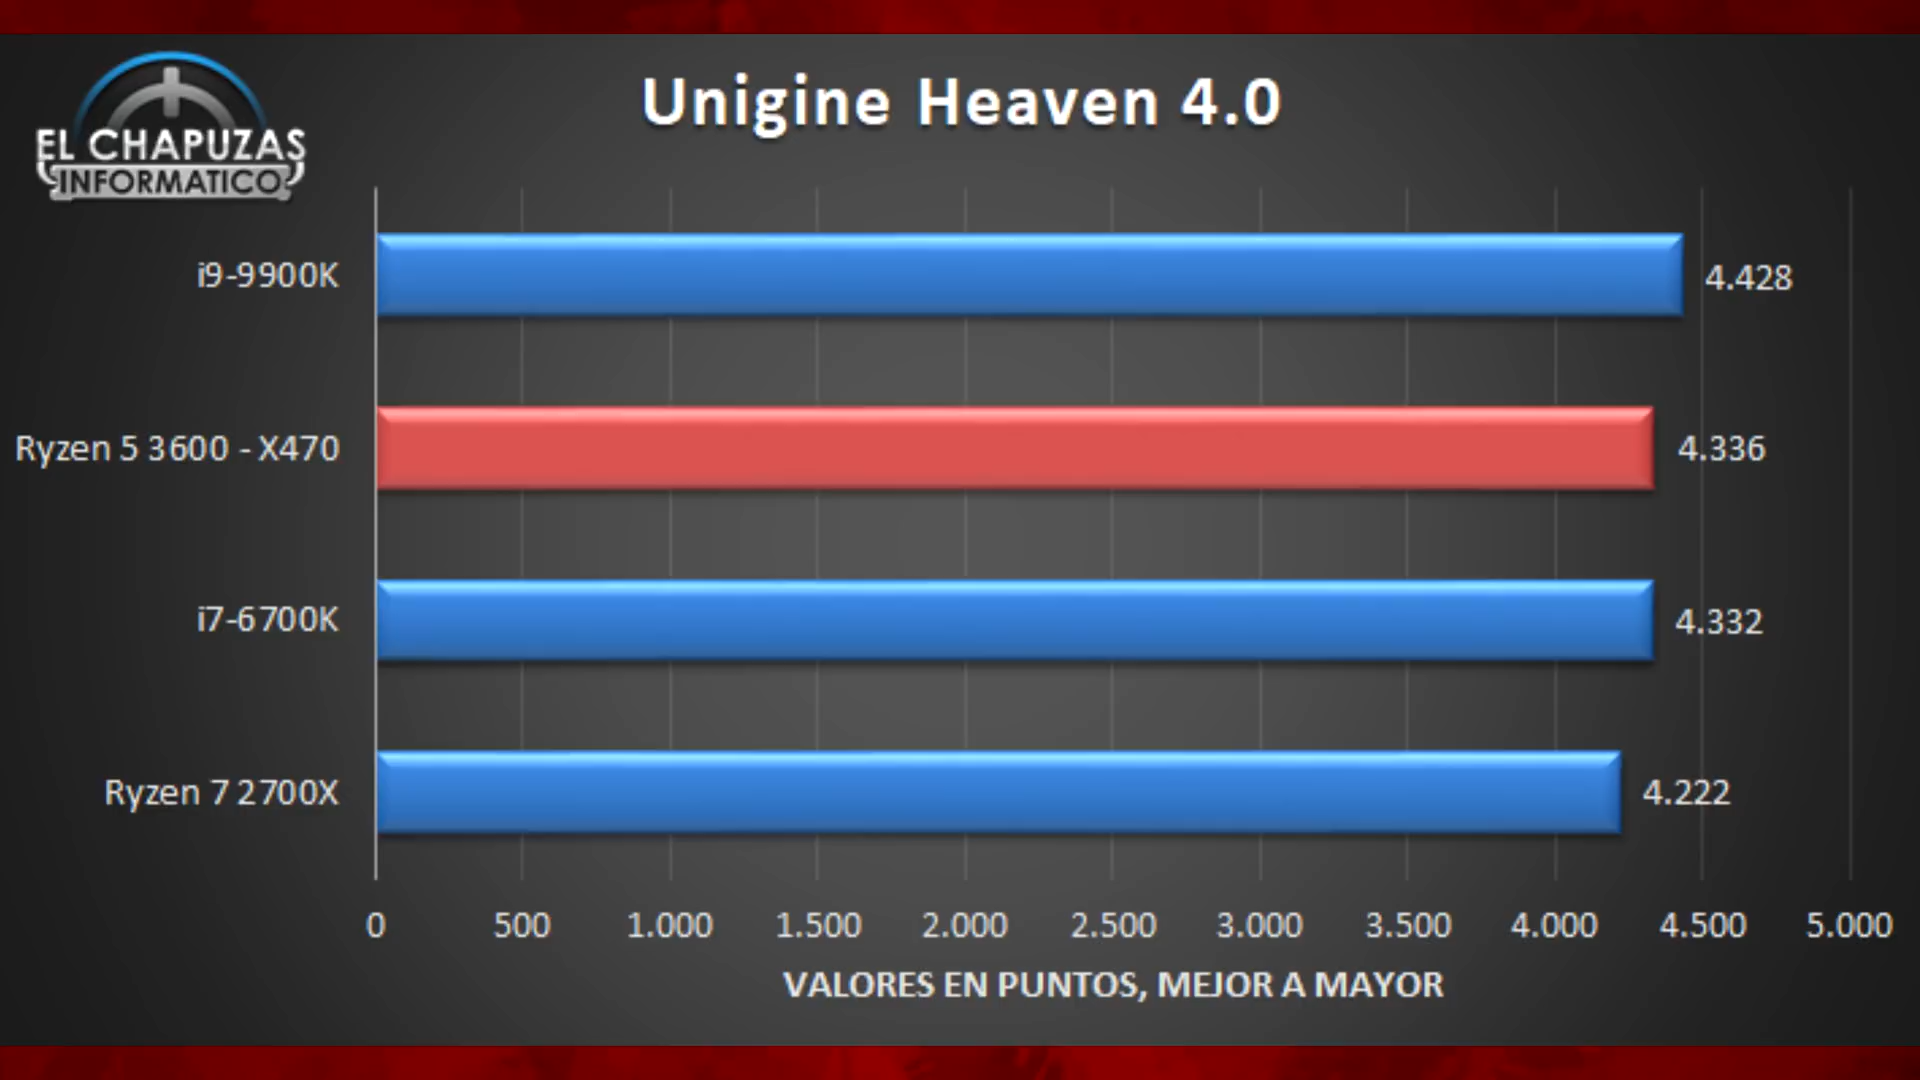 EL CHAPUZAS
INFORMATICO
Unigine Heaven 4.0
i9-9900K
4.428
Ryzen 5 3600 - X470
4.336
i7-6700K
4.332
Ryzen 7 2700X
4.222
0 500 1.000 1.500 2.000 2.500 3.000 3.500 4.000 4.500 5.000
VALORES EN PUNTOS, MEJOR A MAYOR